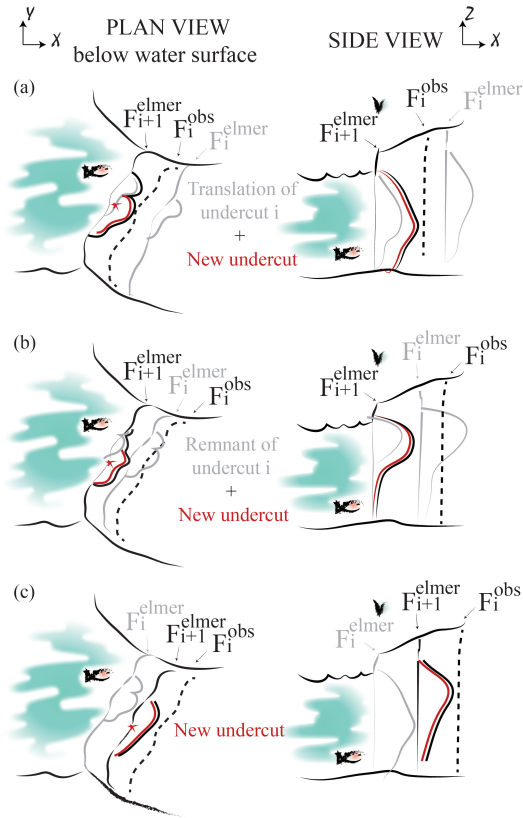 Y X
PLAN VIEW
below water surface
SIDE VIEW
Z X
(a)
F_{i+1}^{elmer} F_i^{obs} F_i^{elmer}
F_{i+1}^{elmer} F_i^{obs} F_i^{elmer}
Translation of
undercut i
+
New undercut
(b)
F_{i+1}^{elmer} F_i^{elmer} F_i^{obs}
F_{i+1}^{elmer} F_i^{elmer} F_i^{obs}
Remnant of
undercut i
+
New undercut
(c)
F_i^{elmer} F_{i+1}^{elmer} F_i^{obs}
F_i^{elmer} F_{i+1}^{elmer} F_i^{obs}
New undercut